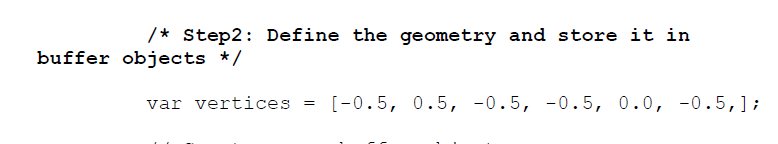 /* Step2: Define the geometry and store it in
buffer objects */
var vertices = [-0.5, 0.5, -0.5, -0.5, 0.0, -0.5,];